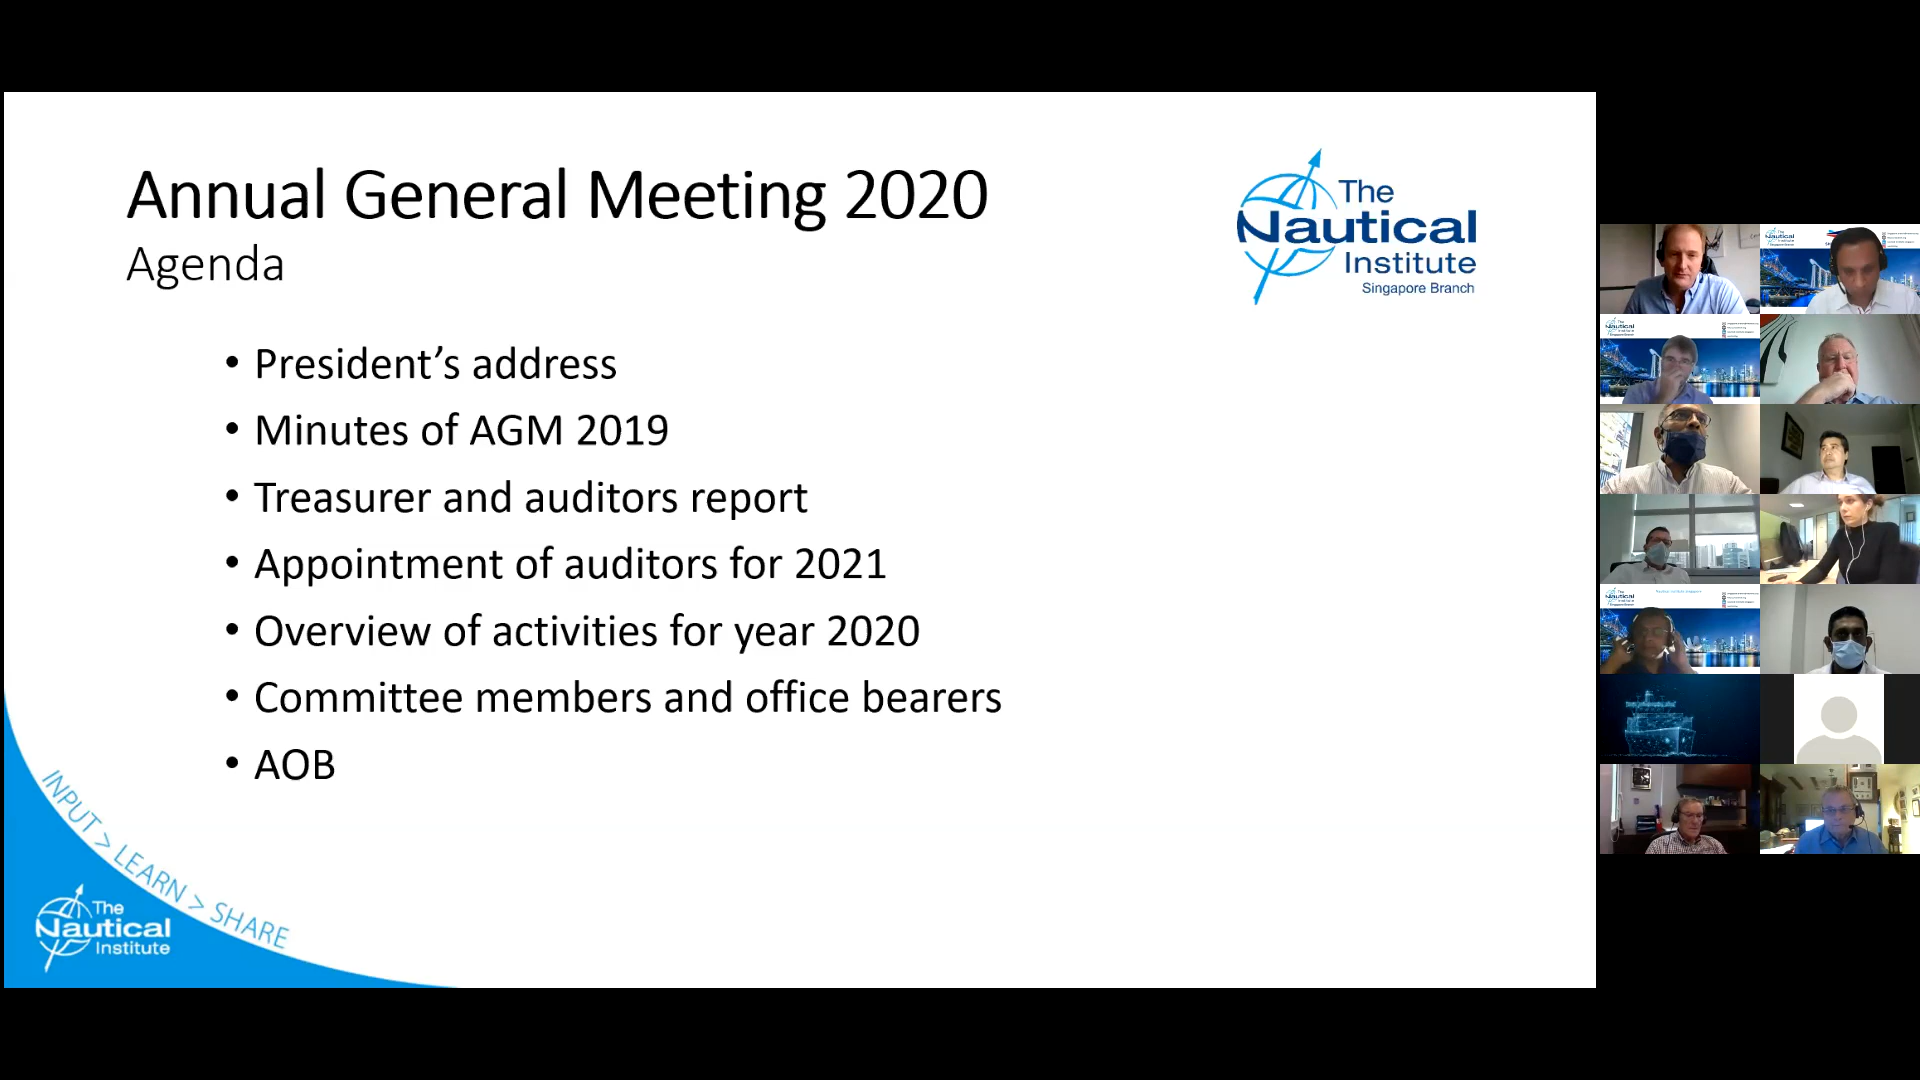 Annual General Meeting 2020
Agenda
The
Nautical
Institute
Singapore Branch
• President’s address
• Minutes of AGM 2019
• Treasurer and auditors report
• Appointment of auditors for 2021
• Overview of activities for year 2020
• Committee members and office bearers
• AOB
INPUT > LEARN > SHARE
The
Nautical
Institute